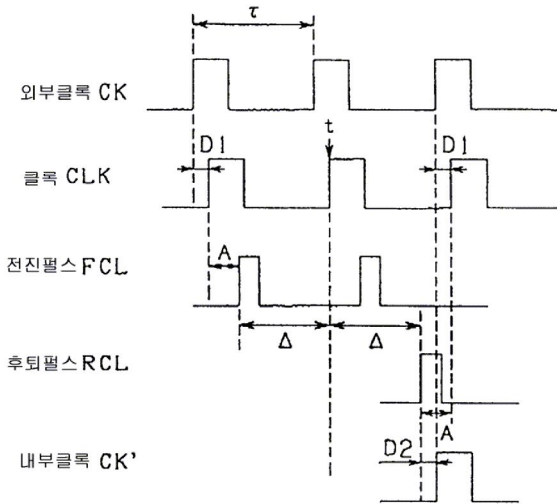 τ
외부클록 CK
t
D1
D1
클록 CLK
A
전진펄스 FCL
Δ
Δ
후퇴펄스 RCL
A
D2
내부클록 CK'